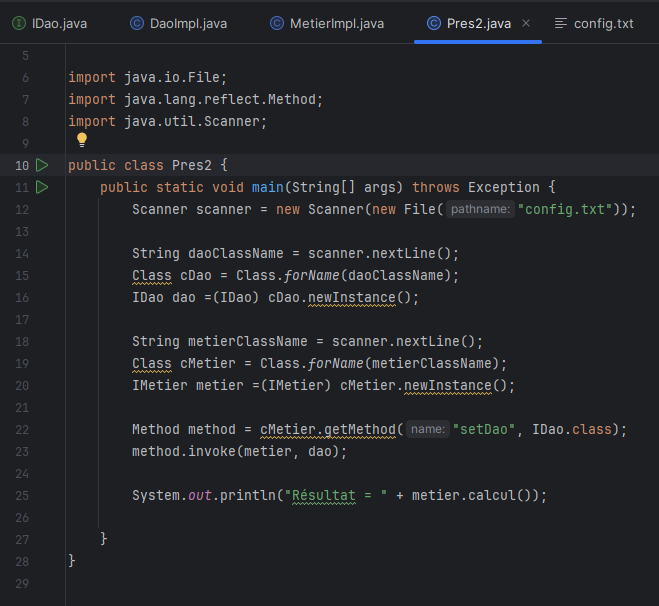 IDao.java DaoImpl.java MetierImpl.java Pres2.java × config.txt
5
6 import java.io.File;
7 import java.lang.reflect.Method;
8 import java.util.Scanner;
9
10 public class Pres2 {
11 public static void main(String[] args) throws Exception {
12 Scanner scanner = new Scanner(new File( pathname: "config.txt"));
13
14 String daoClassName = scanner.nextLine();
15 Class cDao = Class.forName(daoClassName);
16 IDao dao =(IDao) cDao.newInstance();
17
18 String metierClassName = scanner.nextLine();
19 Class cMetier = Class.forName(metierClassName);
20 IMetier metier =(IMetier) cMetier.newInstance();
21
22 Method method = cMetier.getMethod( name: "setDao", IDao.class);
23 method.invoke(metier, dao);
24
25 System.out.println("Résultat = " + metier.calcul());
26
27 }
28 }
29